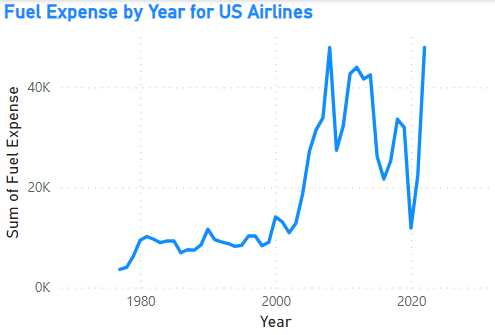 Fuel Expense by Year for US Airlines
Sum of Fuel Expense
40K
20K
0K
1980
2000
2020
Year